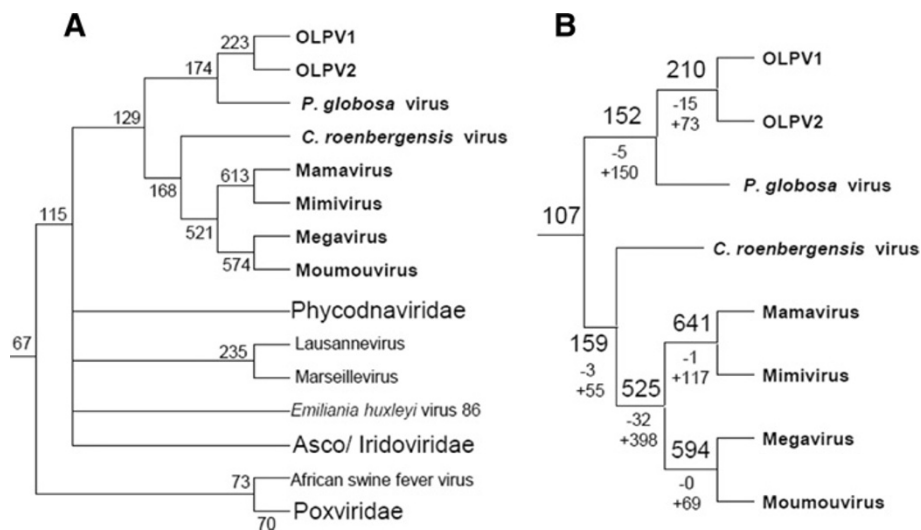 A
223
OLPV1
OLPV2
174
P. globosa virus
129
C. roenbergensis virus
168
613
Mamavirus
Mimivirus
521
Megavirus
574
Moumouvirus
115
Phycodnaviridae
67
235
Lausannevirus
Marseillevirus
Emiliania huxleyi virus 86
Asco/ Iridoviridae
73
African swine fever virus
70
Poxviridae
B
210
OLPV1
-15
+73
OLPV2
152
-5
+150
P. globosa virus
107
C. roenbergensis virus
159
-3
+55
641
Mamavirus
-1
+117
Mimivirus
525
-32
+398
594
Megavirus
-0
+69
Moumouvirus